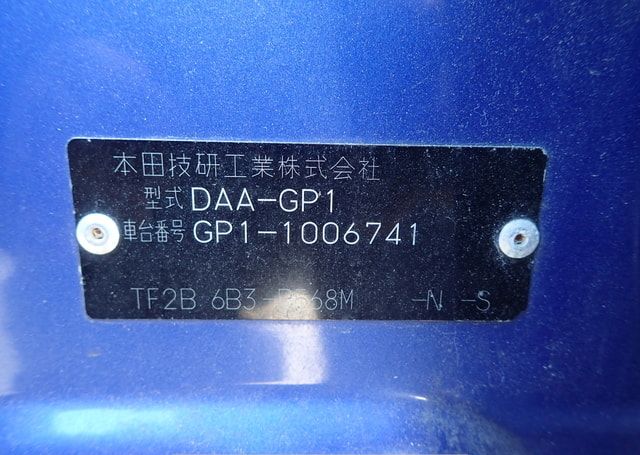 本田技研工業株式会社
型式 DAA-GP1
車台番号 GP1-1006741
TF2B 6B3- -N -S